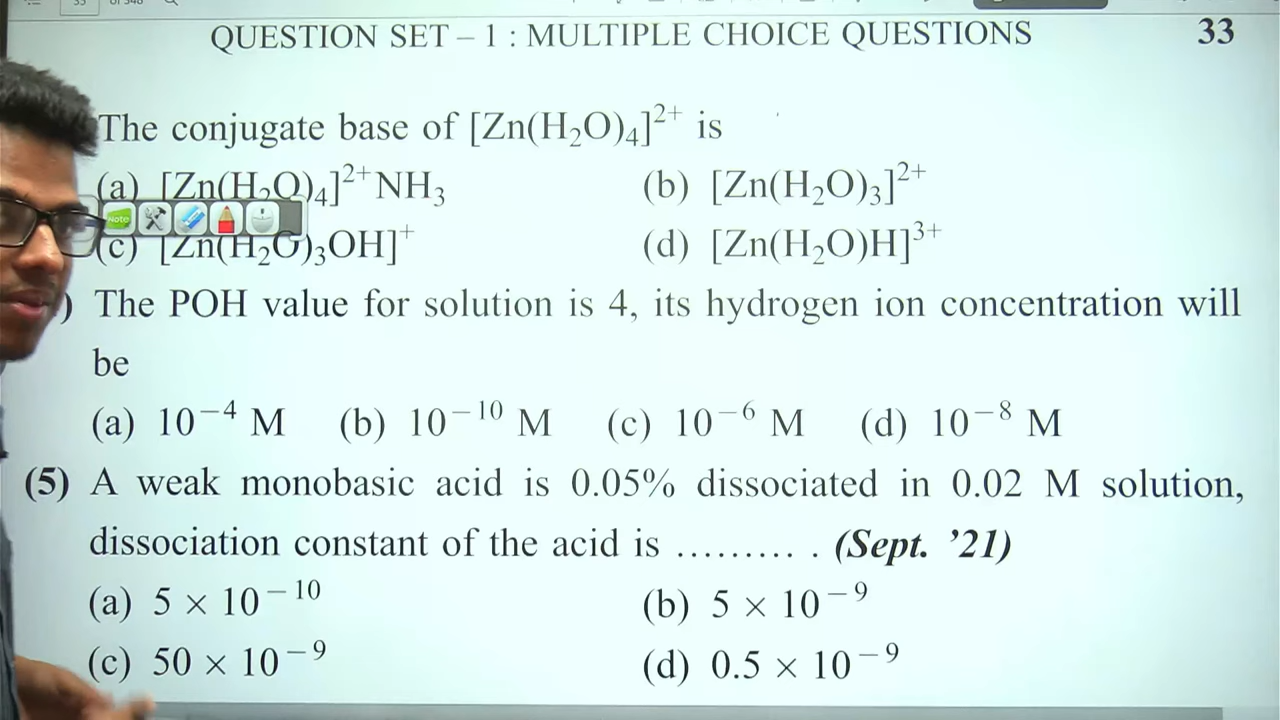 QUESTION SET – 1 : MULTIPLE CHOICE QUESTIONS 33
The conjugate base of [Zn(H₂O)₄]²⁺ is
(a) [Zn(H₂O)₄]²⁺NH₃ (b) [Zn(H₂O)₃]²⁺
Note
(c) [Zn(H₂O)₃OH]⁺ (d) [Zn(H₂O)H]³⁺
) The POH value for solution is 4, its hydrogen ion concentration will
be
(a) 10⁻⁴ M (b) 10⁻¹⁰ M (c) 10⁻⁶ M (d) 10⁻⁸ M
(5) A weak monobasic acid is 0.05% dissociated in 0.02 M solution,
dissociation constant of the acid is ......... . (Sept. ’21)
(a) 5 × 10⁻¹⁰ (b) 5 × 10⁻⁹
(c) 50 × 10⁻⁹ (d) 0.5 × 10⁻⁹